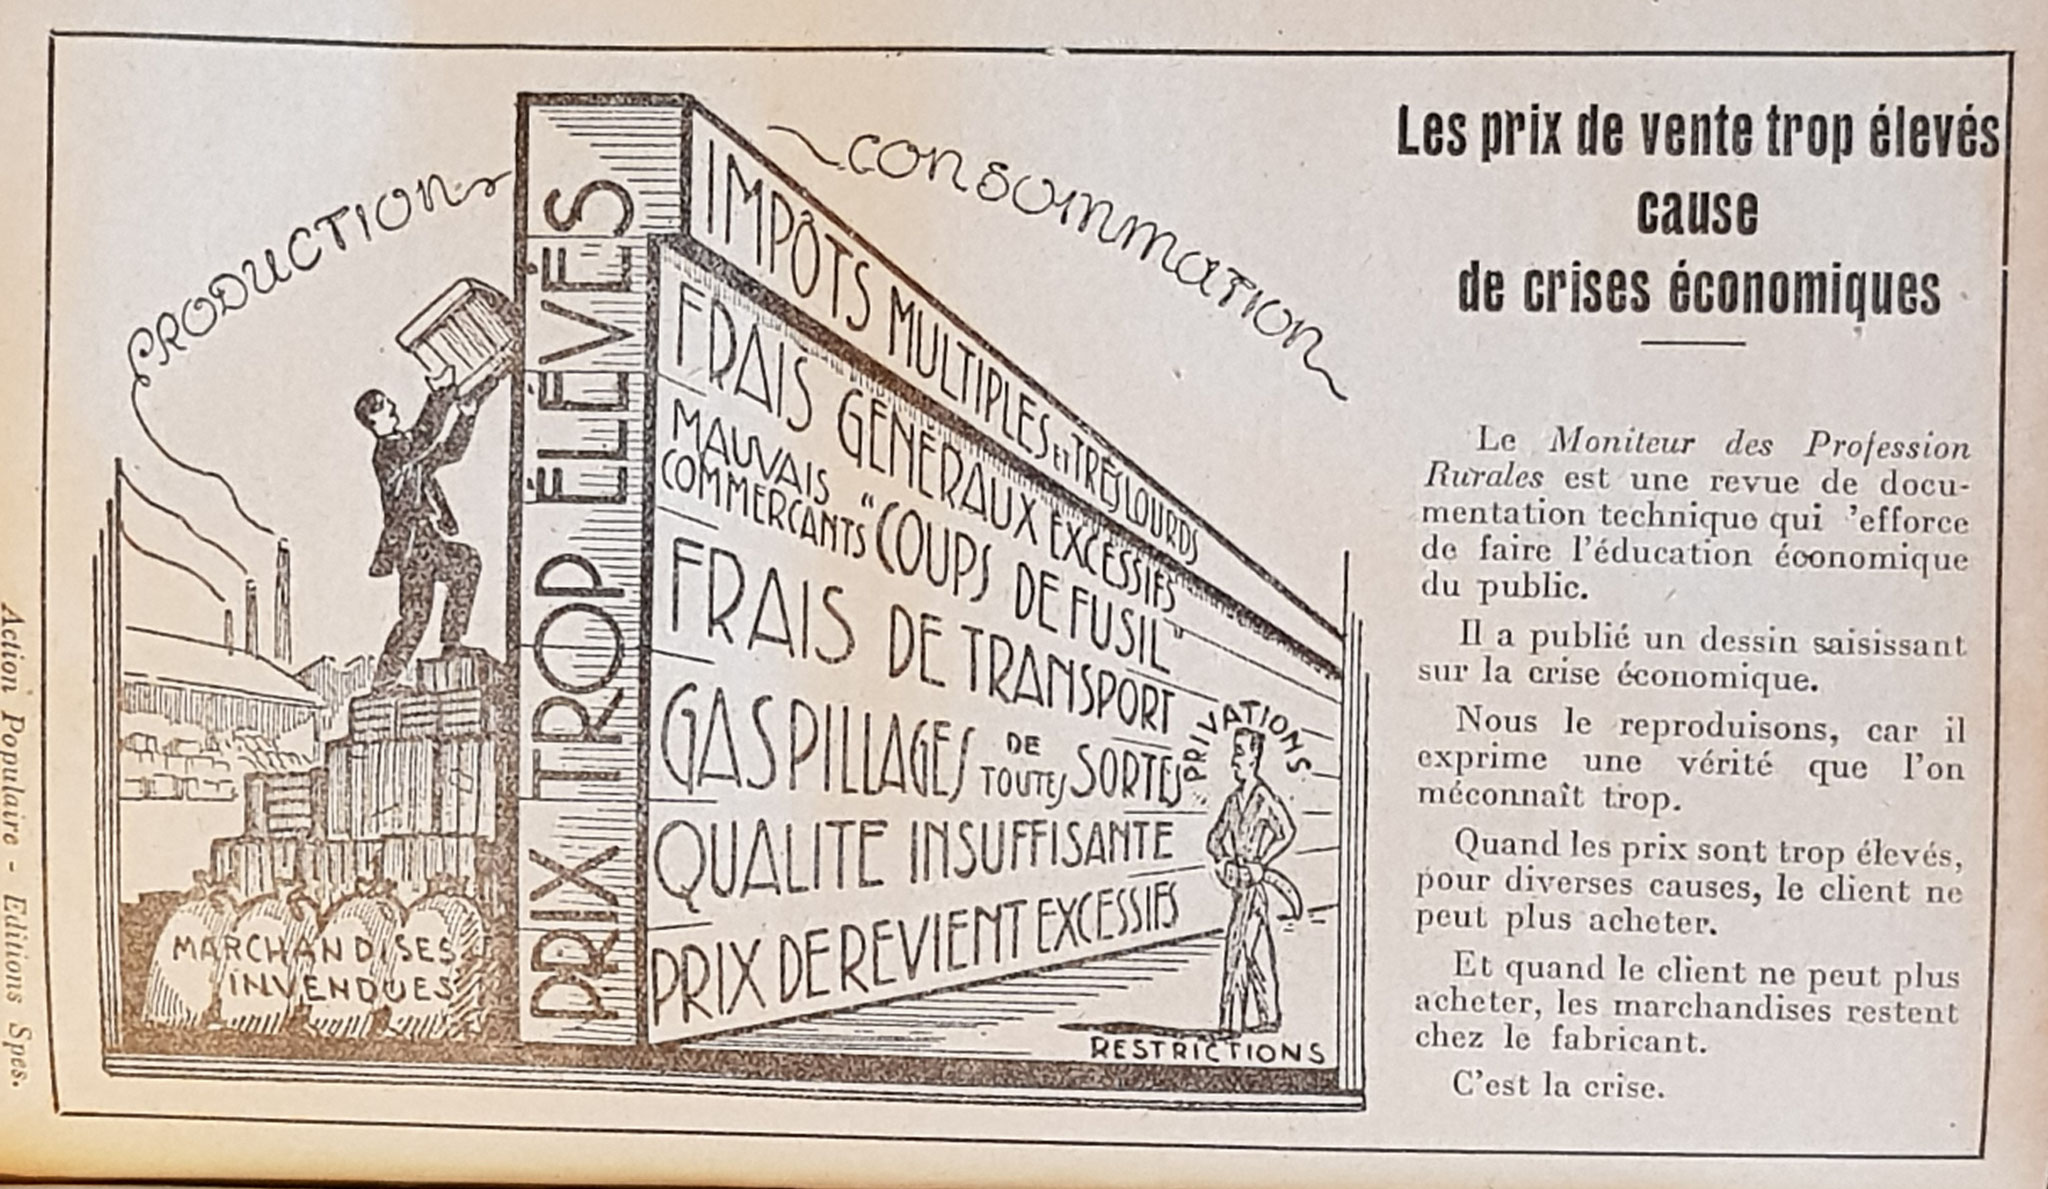 PRODUCTION
CONSOMMATION
PRIX TROP ÉLEVÉS
IMPÔTS MULTIPLES ET TRÈS LOURDS
FRAIS GÉNÉRAUX EXCESSIFS
MAUVAIS COMMERÇANTS "COUPS DE FUSIL"
FRAIS DE TRANSPORT
GASPILLAGES DE TOUTES SORTES
QUALITE INSUFFISANTE
PRIX DE REVIENT EXCESSIFS
PRIVATIONS
RESTRICTIONS
MARCHANDISES
INVENDUES
Les prix de vente trop élevés
cause
de crises économiques
Le Moniteur des Profession
Rurales est une revue de docu-
mentation technique qui 'efforce
de faire l'éducation économique
du public.
Il a publié un dessin saisissant
sur la crise économique.
Nous le reproduisons, car il
exprime une vérité que l'on
méconnaît trop.
Quand les prix sont trop élevés,
pour diverses causes, le client ne
peut plus acheter.
Et quand le client ne peut plus
acheter, les marchandises restent
chez le fabricant.
C'est la crise.
Action Populaire - Editions Spes.